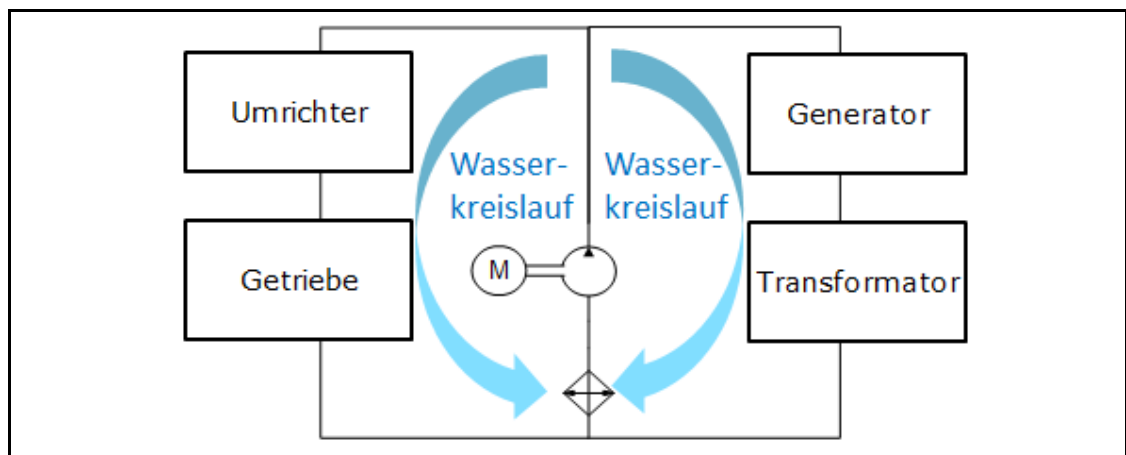 Umrichter
Generator
Wasser-
kreislauf
Wasser-
kreislauf
Getriebe
M
Transformator